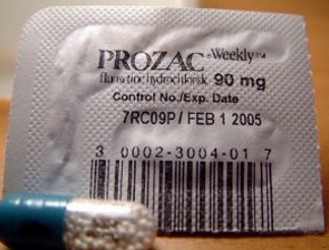 PROZAC® Weekly™
fluoxetine hydrochloride 90 mg
Control No./Exp. Date
7RC09P / FEB 1 2005
3 0002-3004-01 7